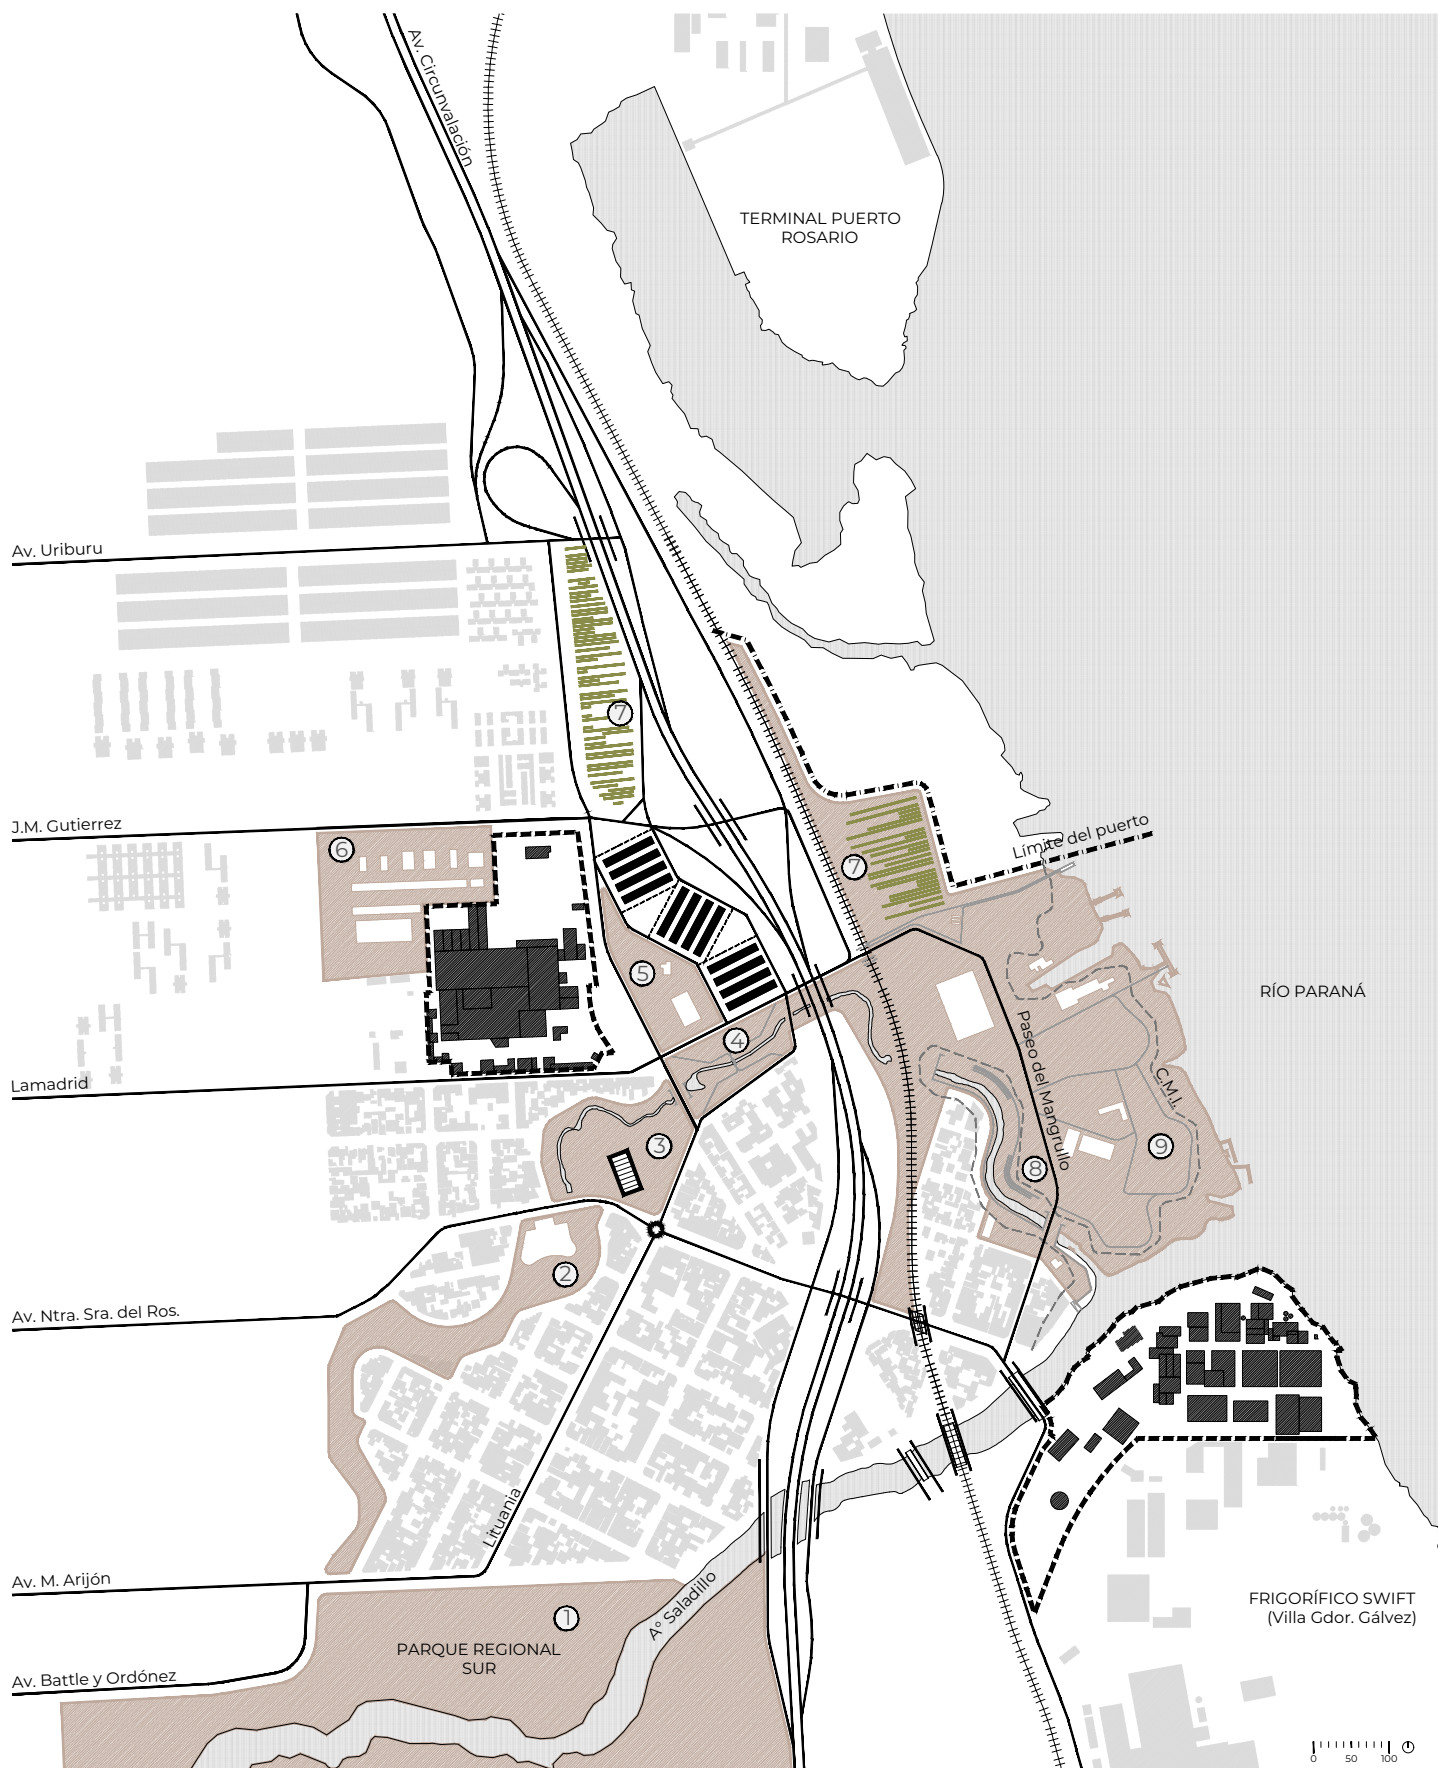 Av. Circunvalación
TERMINAL PUERTO
ROSARIO
Av. Uriburu
7
J.M. Gutierrez
6
Límite del puerto
7
5
RÍO PARANÁ
4
Paseo del Mangrullo
C.M.I.
Lamadrid
3
9
8
2
Av. Ntra. Sra. del Ros.
Lituania
Av. M. Arijón
A° Saladillo
FRIGORÍFICO SWIFT
(Villa Gdor. Gálvez)
1
PARQUE REGIONAL
SUR
Av. Battle y Ordónez
0 50 100